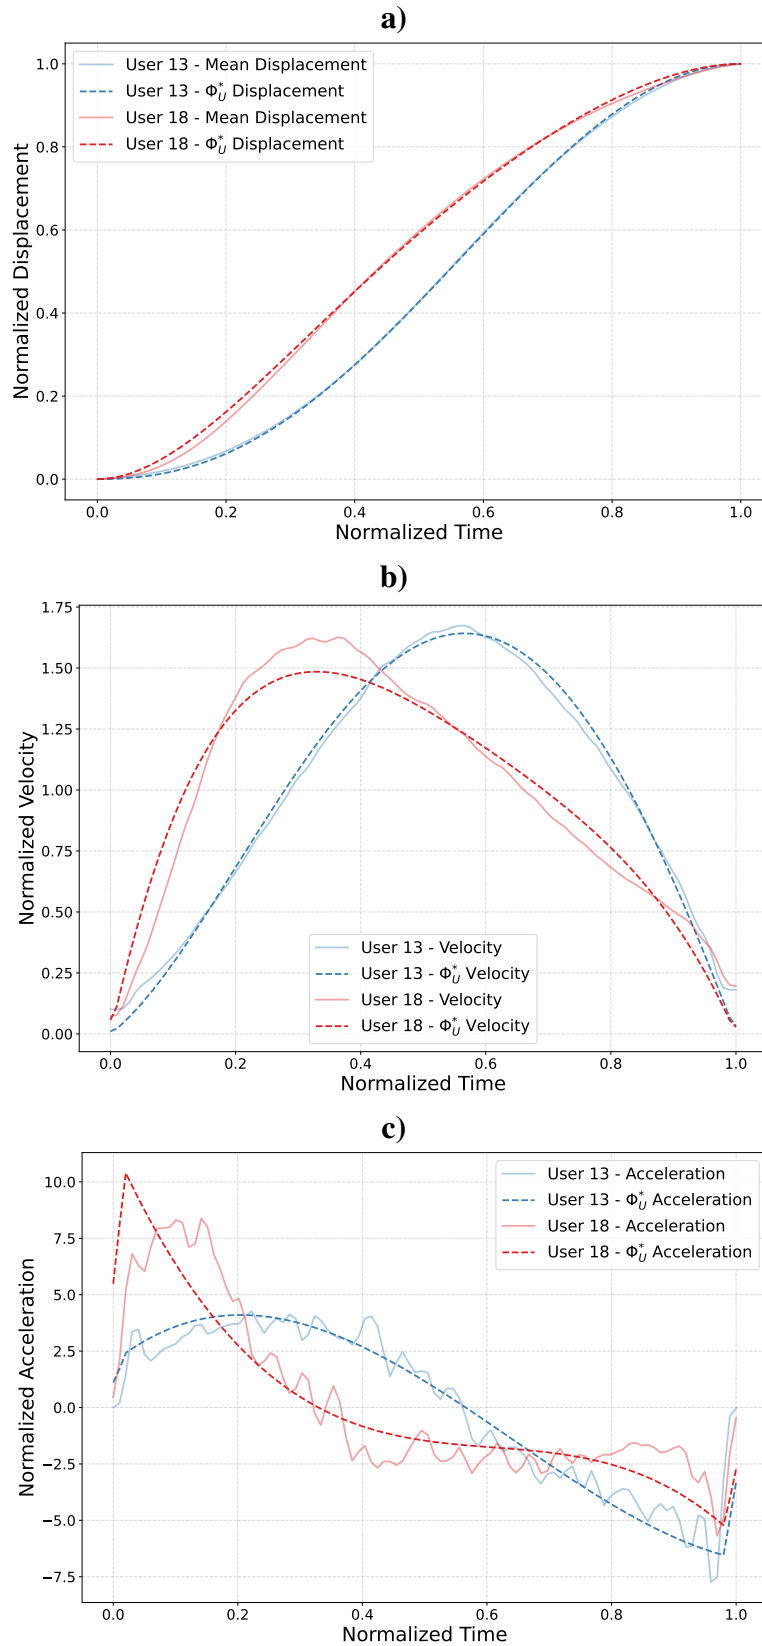 a)
User 13 - Mean Displacement
User 13 - Φ*U Displacement
User 18 - Mean Displacement
User 18 - Φ*U Displacement
Normalized Displacement
1.0
0.8
0.6
0.4
0.2
0.0
0.0 0.2 0.4 0.6 0.8 1.0
Normalized Time
b)
Normalized Velocity
1.75
1.50
1.25
1.00
0.75
0.50
0.25
0.00
User 13 - Velocity
User 13 - Φ*U Velocity
User 18 - Velocity
User 18 - Φ*U Velocity
0.0 0.2 0.4 0.6 0.8 1.0
Normalized Time
c)
User 13 - Acceleration
User 13 - Φ*U Acceleration
User 18 - Acceleration
User 18 - Φ*U Acceleration
Normalized Acceleration
10.0
7.5
5.0
2.5
0.0
−2.5
−5.0
−7.5
0.0 0.2 0.4 0.6 0.8 1.0
Normalized Time